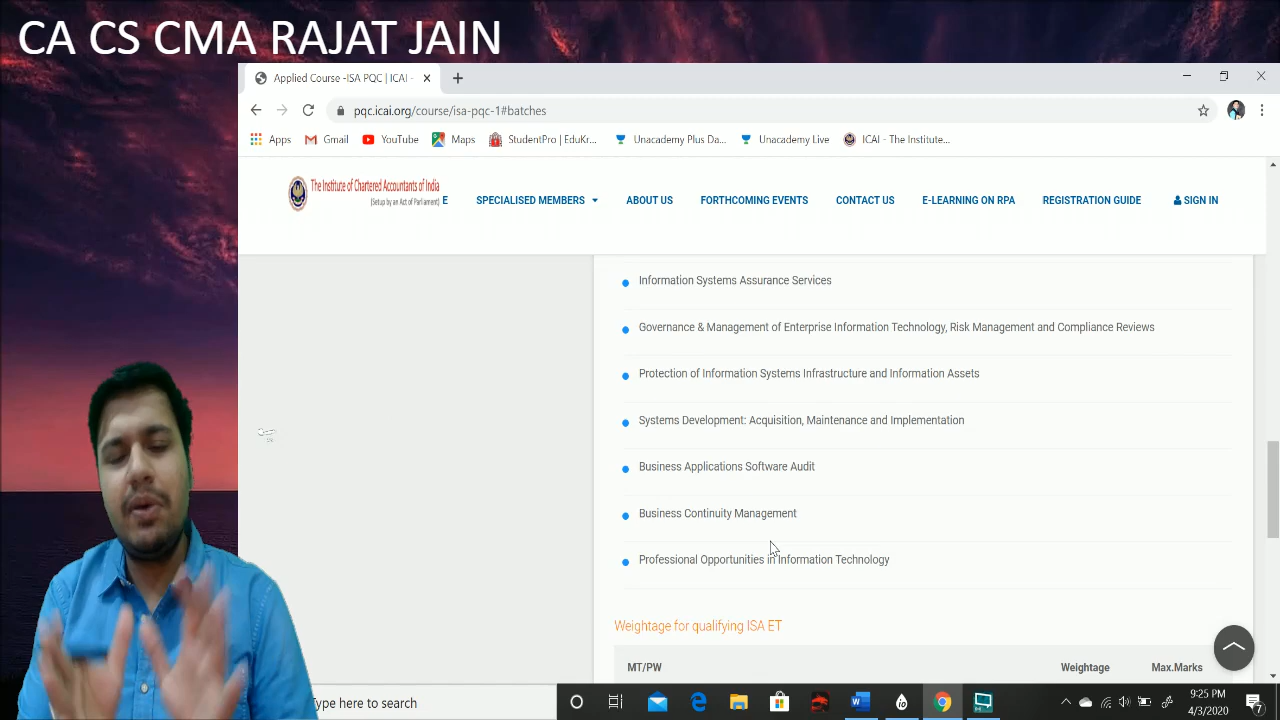 CA CS CMA RAJAT JAIN
Applied Course -ISA PQC | ICAI -
pqc.icai.org/course/isa-pqc-1#batches
Apps Gmail YouTube Maps StudentPro | EduKr... Unacademy Plus Da... Unacademy Live ICAI - The Institute...
The Institute of Chartered Accountants of India
(Setup by an Act of Parliament)
E SPECIALISED MEMBERS ABOUT US FORTHCOMING EVENTS CONTACT US E-LEARNING ON RPA REGISTRATION GUIDE SIGN IN
Information Systems Assurance Services
Governance & Management of Enterprise Information Technology, Risk Management and Compliance Reviews
Protection of Information Systems Infrastructure and Information Assets
Systems Development: Acquisition, Maintenance and Implementation
Business Applications Software Audit
Business Continuity Management
Professional Opportunities in Information Technology
Weightage for qualifying ISA ET
MT/PW Weightage Max.Marks
Type here to search
9:25 PM
4/3/2020